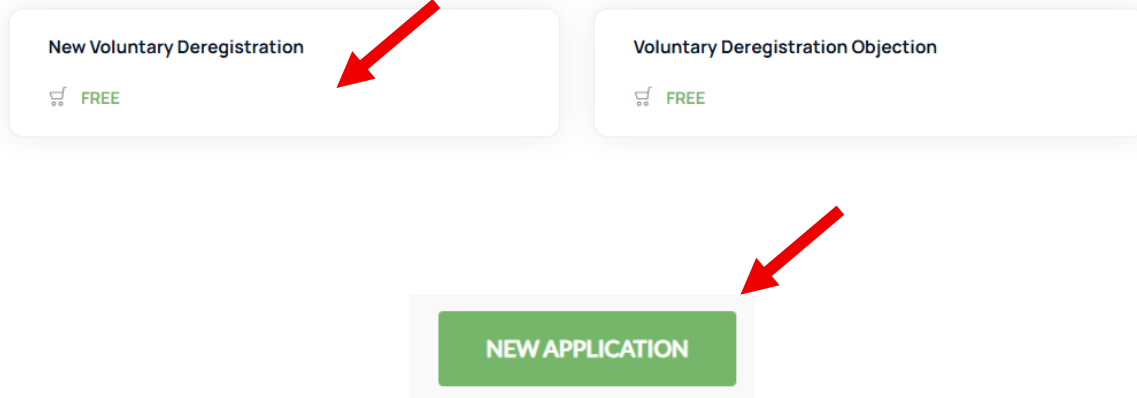 New Voluntary Deregistration
FREE
Voluntary Deregistration Objection
FREE
NEW APPLICATION